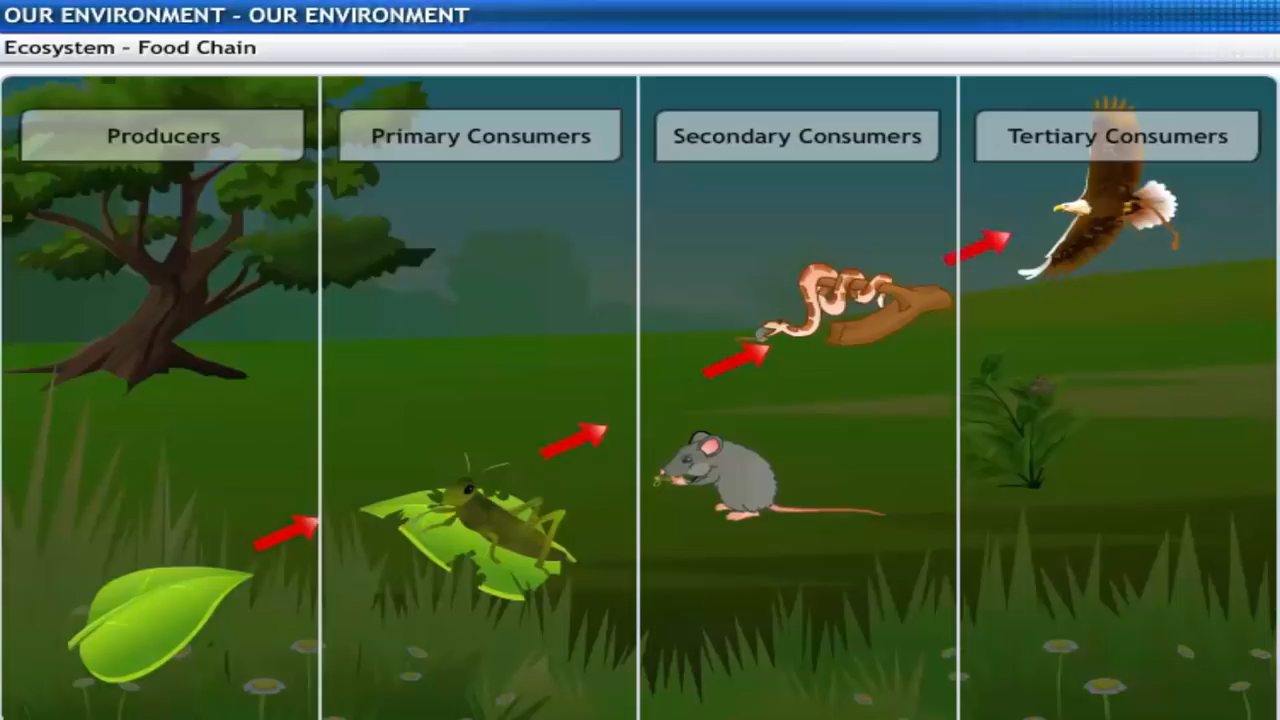 OUR ENVIRONMENT - OUR ENVIRONMENT
Ecosystem - Food Chain
Producers
Primary Consumers
Secondary Consumers
Tertiary Consumers